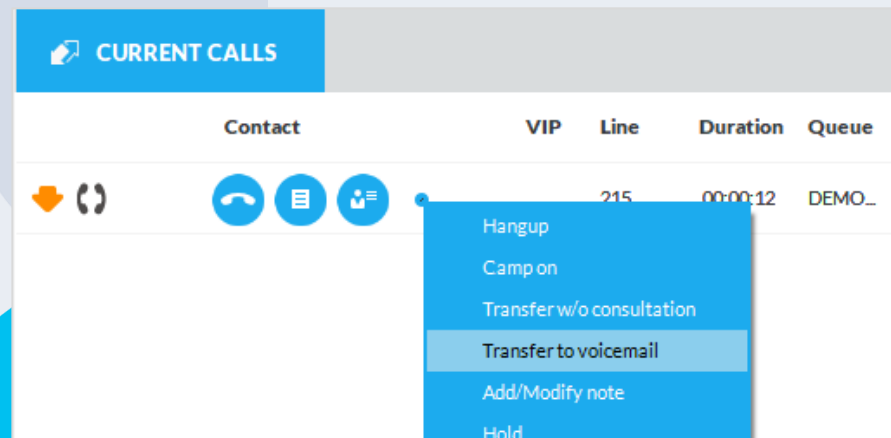 CURRENT CALLS
Contact VIP Line Duration Queue
215 00:00:12 DEMO...
Hangup
Camp on
Transfer w/o consultation
Transfer to voicemail
Add/Modify note
Hold